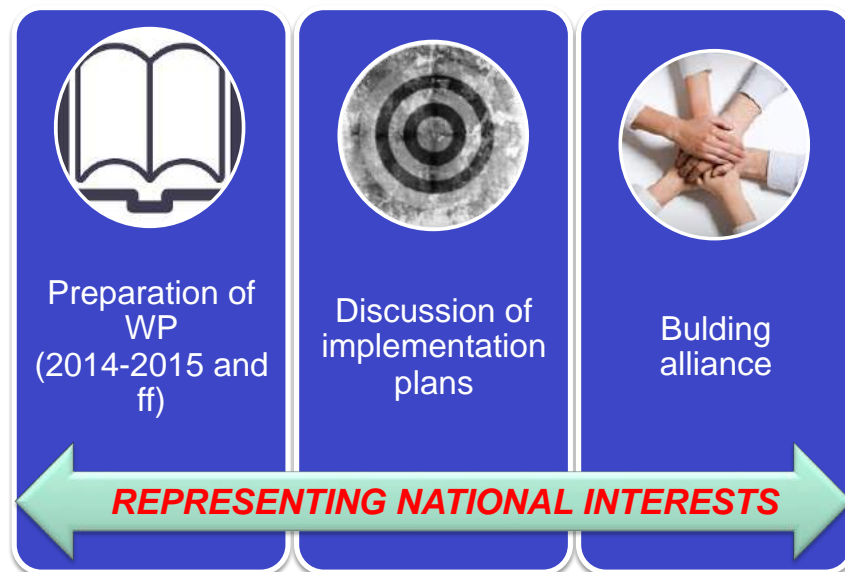 Preparation of
WP
(2014-2015 and
ff)
Discussion of
implementation
plans
Bulding
alliance
REPRESENTING NATIONAL INTERESTS